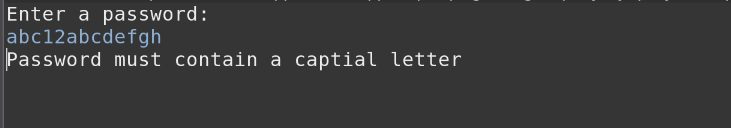 Enter a password:
abc12abcdefgh
Password must contain a captial letter